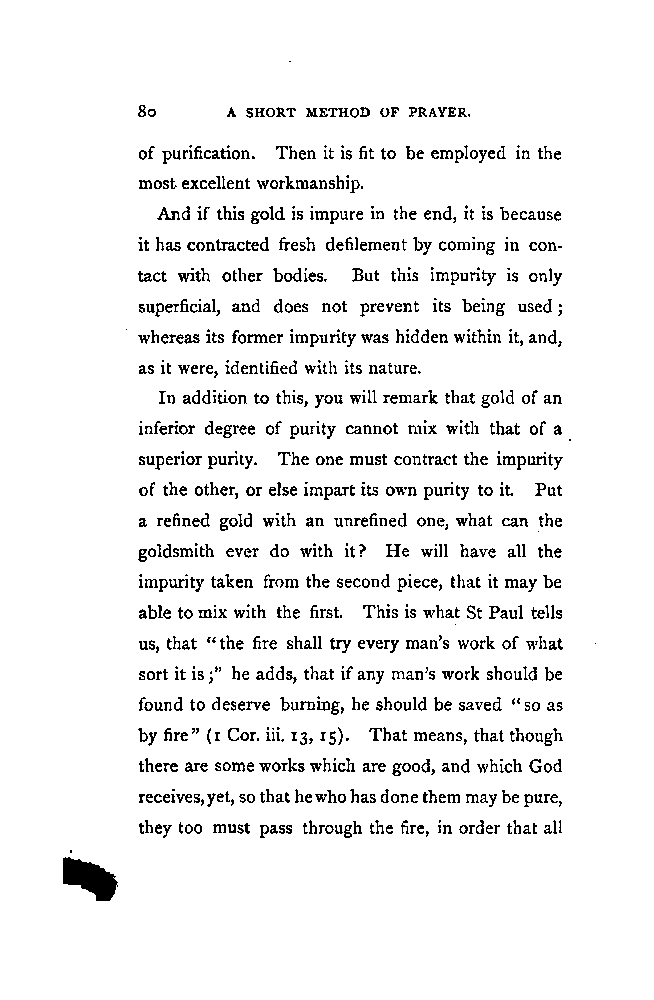 80 A SHORT METHOD OF PRAYER.
of purification. Then it is fit to be employed in the
most excellent workmanship.
And if this gold is impure in the end, it is because
it has contracted fresh defilement by coming in con-
tact with other bodies. But this impurity is only
superficial, and does not prevent its being used ;
whereas its former impurity was hidden within it, and,
as it were, identified with its nature.
In addition to this, you will remark that gold of an
inferior degree of purity cannot mix with that of a
superior purity. The one must contract the impurity
of the other, or else impart its own purity to it. Put
a refined gold with an unrefined one, what can the
goldsmith ever do with it? He will have all the
impurity taken from the second piece, that it may be
able to mix with the first. This is what St Paul tells
us, that “the fire shall try every man's work of what
sort it is ;” he adds, that if any man's work should be
found to deserve burning, he should be saved “so as
by fire” (1 Cor. iii. 13, 15). That means, that though
there are some works which are good, and which God
receives, yet, so that he who has done them may be pure,
they too must pass through the fire, in order that all